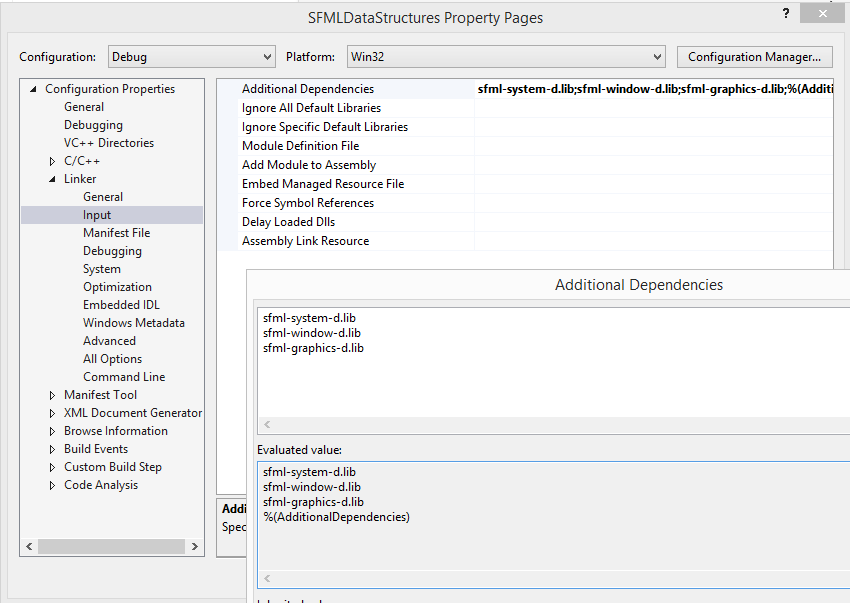 SFMLDataStructures Property Pages
?
Configuration: Debug Platform: Win32 Configuration Manager...
Configuration Properties
General
Debugging
VC++ Directories
C/C++
Linker
General
Input
Manifest File
Debugging
System
Optimization
Embedded IDL
Windows Metadata
Advanced
All Options
Command Line
Manifest Tool
XML Document Generator
Browse Information
Build Events
Custom Build Step
Code Analysis
Additional Dependencies sfml-system-d.lib;sfml-window-d.lib;sfml-graphics-d.lib;%(Additi
Ignore All Default Libraries
Ignore Specific Default Libraries
Module Definition File
Add Module to Assembly
Embed Managed Resource File
Force Symbol References
Delay Loaded Dlls
Assembly Link Resource
Addi
Spec
Additional Dependencies
sfml-system-d.lib
sfml-window-d.lib
sfml-graphics-d.lib
Evaluated value:
sfml-system-d.lib
sfml-window-d.lib
sfml-graphics-d.lib
%(AdditionalDependencies)